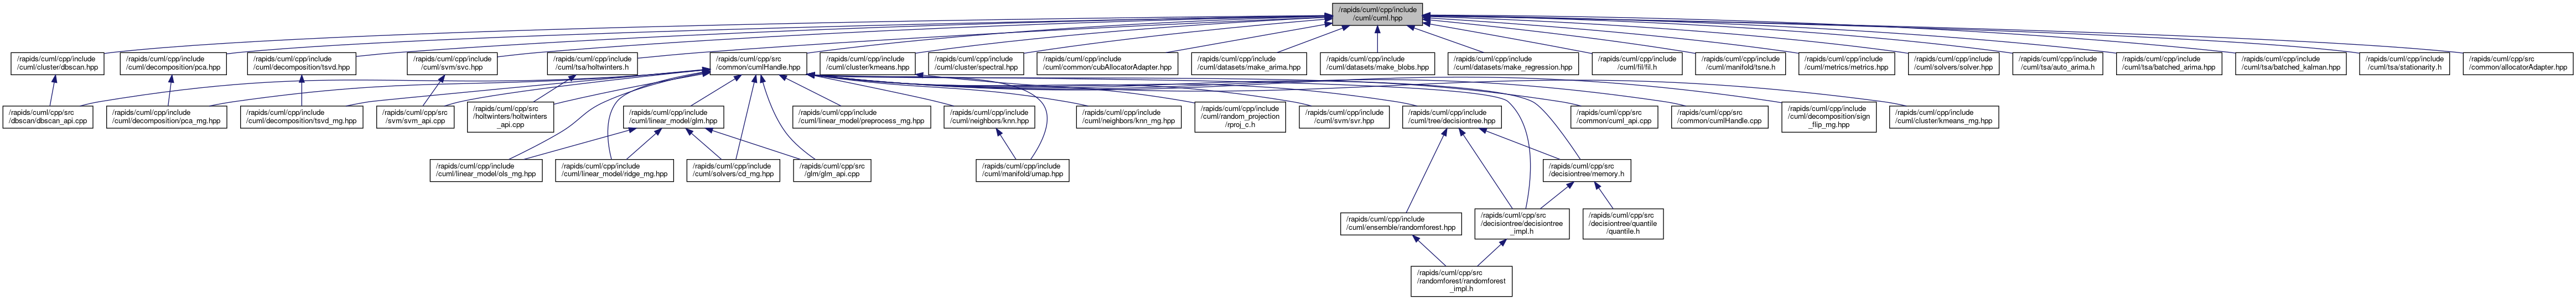 /rapids/cuml/cpp/include
/cuml/cuml.hpp
/rapids/cuml/cpp/include
/cuml/cluster/dbscan.hpp
/rapids/cuml/cpp/include
/cuml/decomposition/pca.hpp
/rapids/cuml/cpp/include
/cuml/decomposition/tsvd.hpp
/rapids/cuml/cpp/include
/cuml/svm/svc.hpp
/rapids/cuml/cpp/include
/cuml/tsa/holtwinters.h
/rapids/cuml/cpp/src
/common/cumlHandle.hpp
/rapids/cuml/cpp/include
/cuml/cluster/kmeans.hpp
/rapids/cuml/cpp/include
/cuml/cluster/spectral.hpp
/rapids/cuml/cpp/include
/cuml/common/cubAllocatorAdapter.hpp
/rapids/cuml/cpp/include
/cuml/datasets/make_arima.hpp
/rapids/cuml/cpp/include
/cuml/datasets/make_blobs.hpp
/rapids/cuml/cpp/include
/cuml/datasets/make_regression.hpp
/rapids/cuml/cpp/include
/cuml/fil/fil.h
/rapids/cuml/cpp/include
/cuml/manifold/tsne.h
/rapids/cuml/cpp/include
/cuml/metrics/metrics.hpp
/rapids/cuml/cpp/include
/cuml/solvers/solver.hpp
/rapids/cuml/cpp/include
/cuml/tsa/auto_arima.h
/rapids/cuml/cpp/include
/cuml/tsa/batched_arima.hpp
/rapids/cuml/cpp/include
/cuml/tsa/batched_kalman.hpp
/rapids/cuml/cpp/include
/cuml/tsa/stationarity.h
/rapids/cuml/cpp/src
/common/allocatorAdapter.hpp
/rapids/cuml/cpp/src
/dbscan/dbscan_api.cpp
/rapids/cuml/cpp/include
/cuml/decomposition/pca_mg.hpp
/rapids/cuml/cpp/include
/cuml/decomposition/tsvd_mg.hpp
/rapids/cuml/cpp/src
/svm/svm_api.cpp
/rapids/cuml/cpp/src
/holtwinters/holtwinters
_api.cpp
/rapids/cuml/cpp/include
/cuml/linear_model/glm.hpp
/rapids/cuml/cpp/include
/cuml/linear_model/preprocess_mg.hpp
/rapids/cuml/cpp/include
/cuml/neighbors/knn.hpp
/rapids/cuml/cpp/include
/cuml/neighbors/knn_mg.hpp
/rapids/cuml/cpp/include
/cuml/random_projection
/rproj_c.h
/rapids/cuml/cpp/include
/cuml/svm/svr.hpp
/rapids/cuml/cpp/include
/cuml/tree/decisiontree.hpp
/rapids/cuml/cpp/src
/common/cuml_api.cpp
/rapids/cuml/cpp/src
/common/cumlHandle.cpp
/rapids/cuml/cpp/include
/cuml/decomposition/sign
_flip_mg.hpp
/rapids/cuml/cpp/include
/cuml/cluster/kmeans_mg.hpp
/rapids/cuml/cpp/include
/cuml/linear_model/ols_mg.hpp
/rapids/cuml/cpp/include
/cuml/linear_model/ridge_mg.hpp
/rapids/cuml/cpp/include
/cuml/solvers/cd_mg.hpp
/rapids/cuml/cpp/src
/glm/glm_api.cpp
/rapids/cuml/cpp/include
/cuml/manifold/umap.hpp
/rapids/cuml/cpp/src
/decisiontree/memory.h
/rapids/cuml/cpp/include
/cuml/ensemble/randomforest.hpp
/rapids/cuml/cpp/src
/decisiontree/decisiontree
_impl.h
/rapids/cuml/cpp/src
/decisiontree/quantile
/quantile.h
/rapids/cuml/cpp/src
/randomforest/randomforest
_impl.h